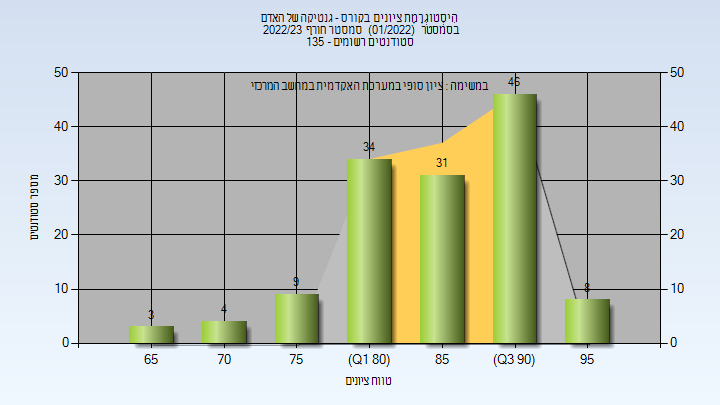 היסטוגרמת ציונים בקורס - גנטיקה של האדם
בסמסטר (01/2022) סמסטר חורף 2022/23
סטודנטים רשומים - 135
במשימה : ציון סופי במערכת האקדמית במחשב המרכזי
50 50
40 40
30 30
20 20
10 10
0 0
3 4 9 34 31 46 8
65 70 75 (Q1 80) 85 (Q3 90) 95
מספר סטודנטים
טווח ציונים